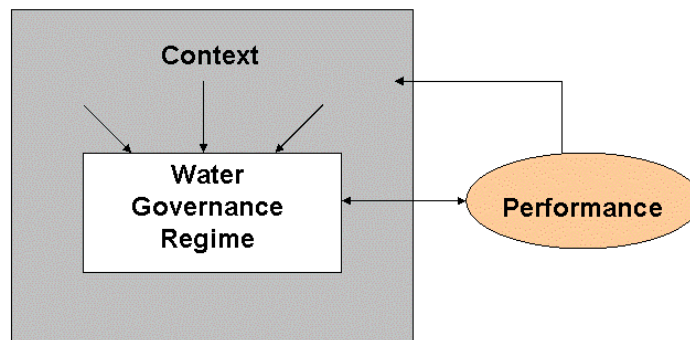 Context
Water
Governance
Regime
Performance